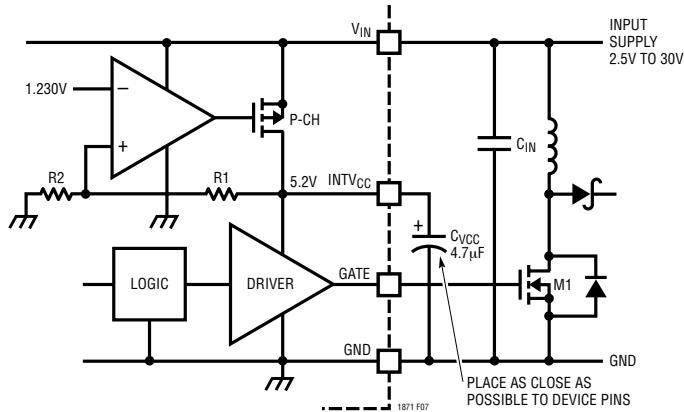 V_IN
INPUT
SUPPLY
2.5V TO 30V
1.230V
−
+
P-CH
C_IN
R2
R1
5.2V
INTV_CC
+
C_VCC
4.7µF
LOGIC
DRIVER
GATE
M1
GND
GND
PLACE AS CLOSE AS
POSSIBLE TO DEVICE PINS
1871 F07